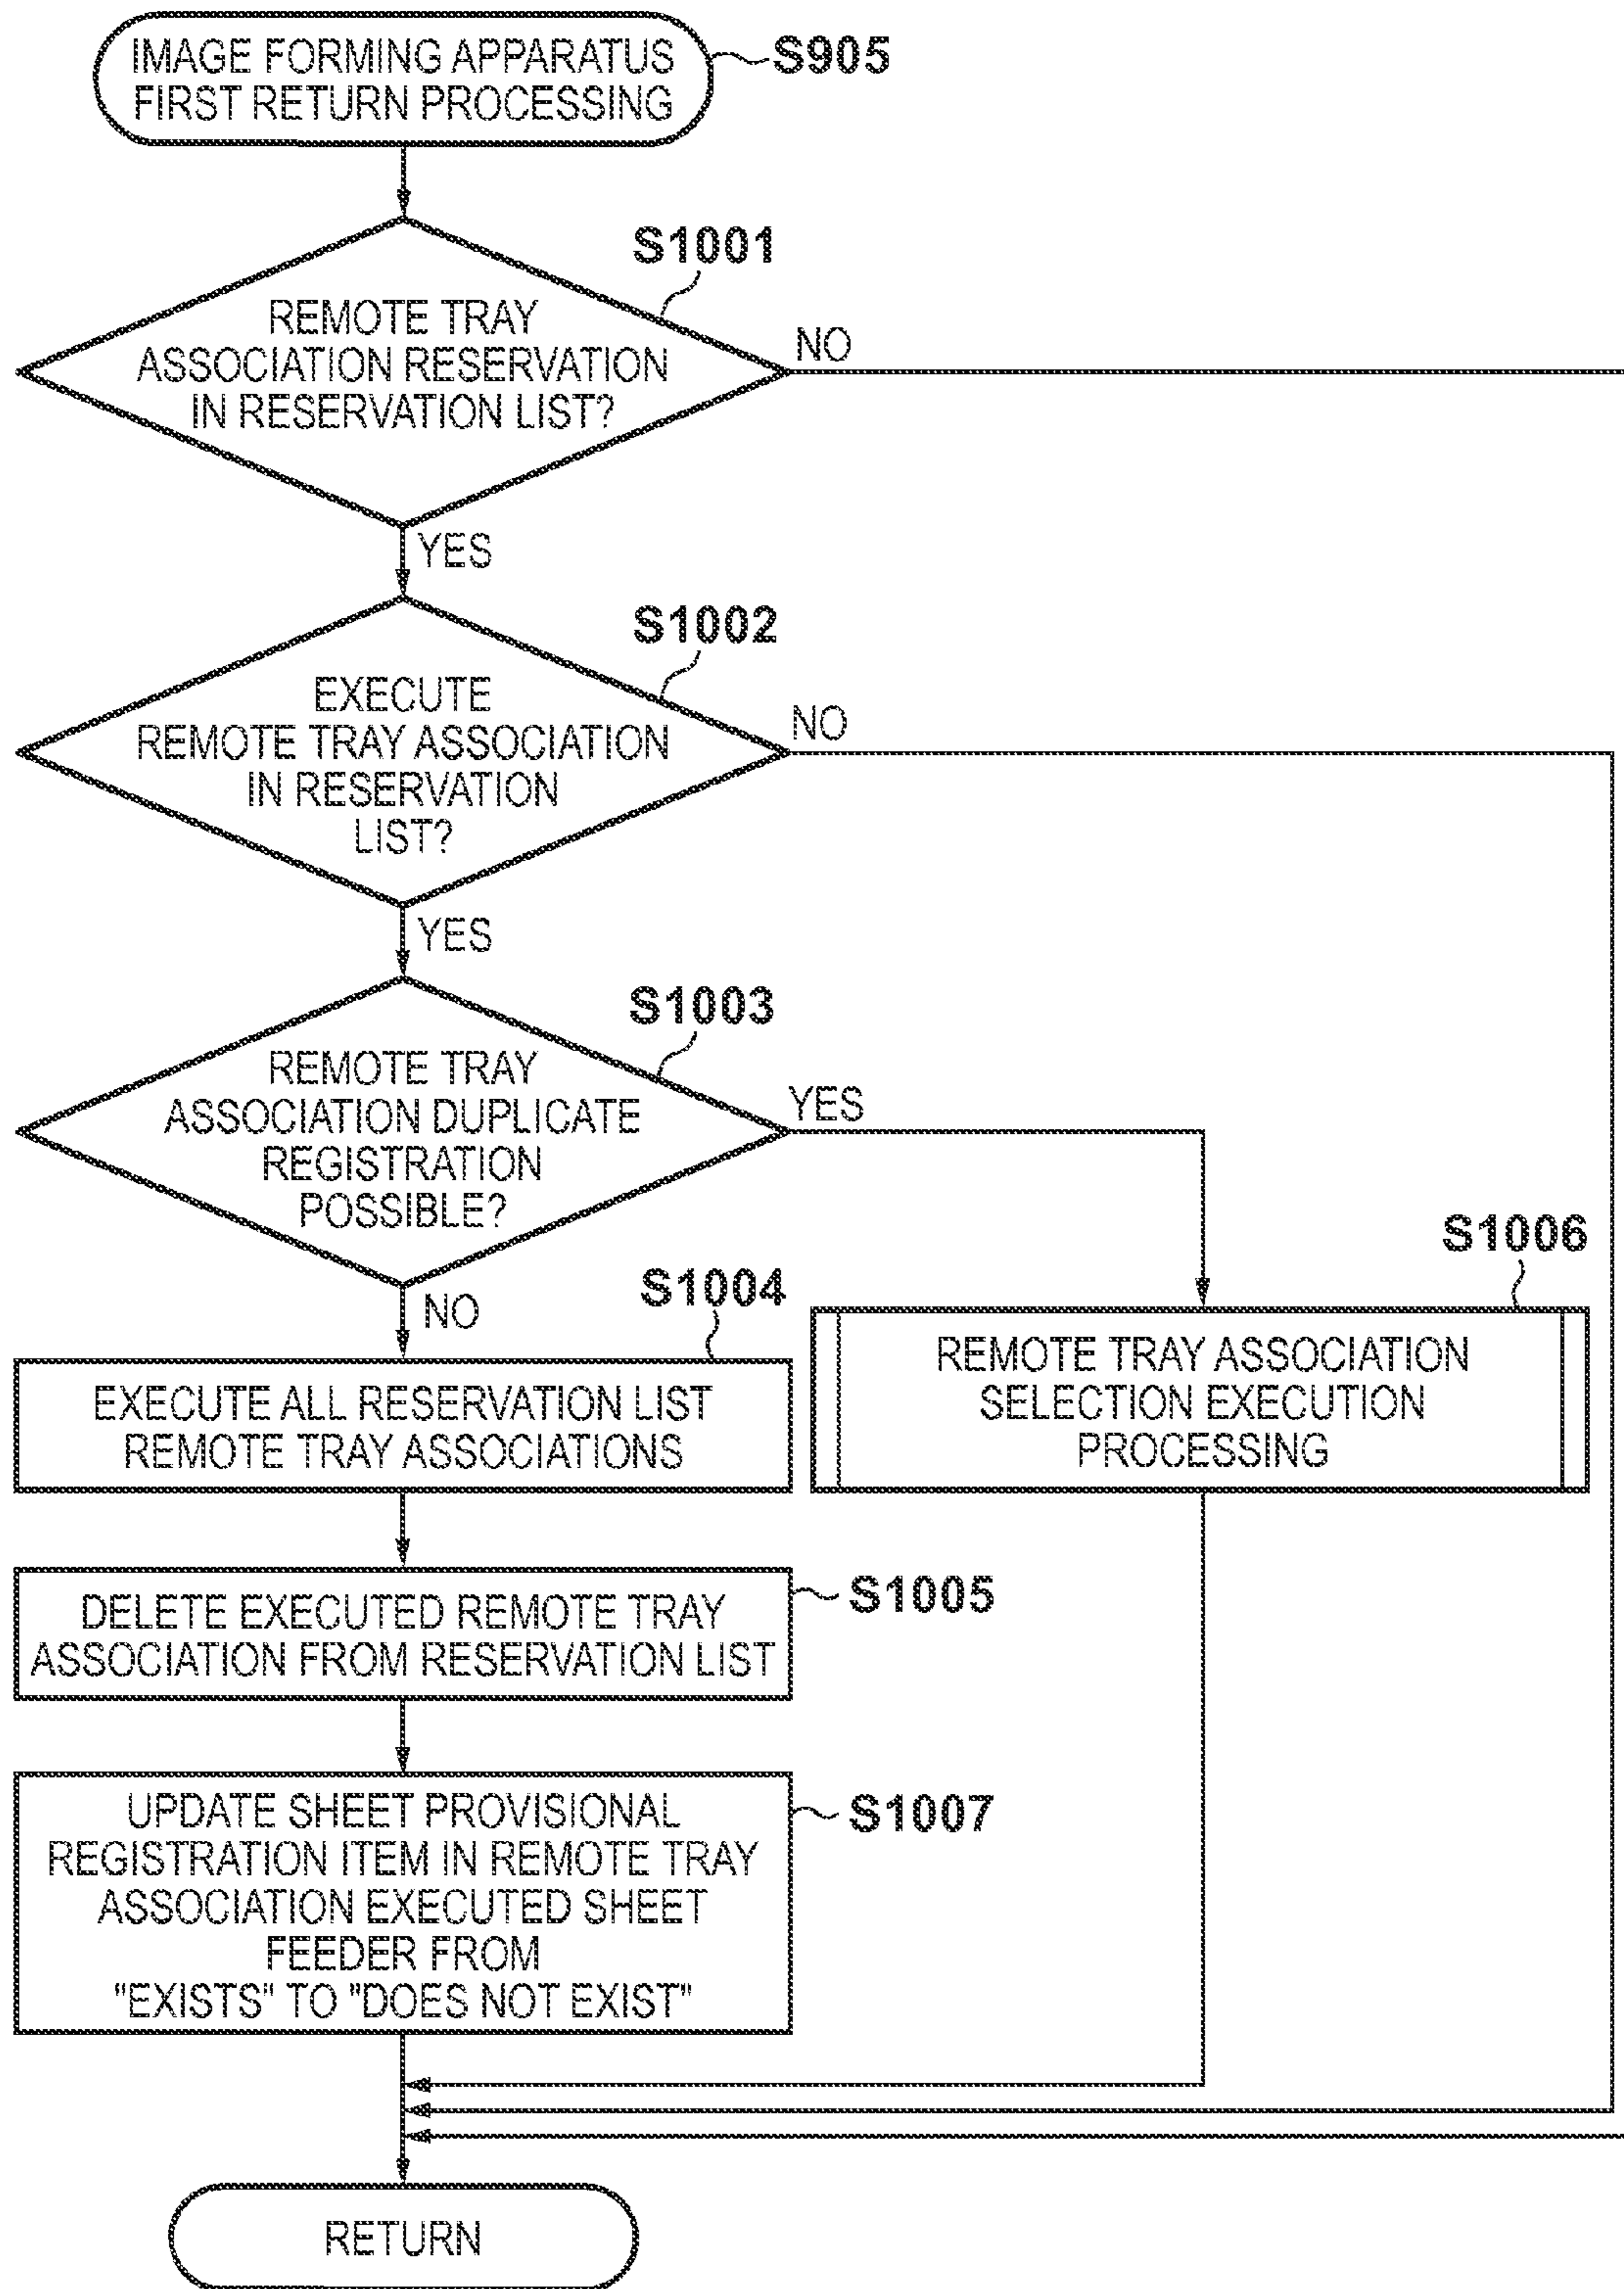 IMAGE FORMING APPARATUS
FIRST RETURN PROCESSING
S905
S1001
REMOTE TRAY
ASSOCIATION RESERVATION
IN RESERVATION LIST?
NO
YES
S1002
EXECUTE
REMOTE TRAY ASSOCIATION
IN RESERVATION
LIST?
NO
YES
S1003
REMOTE TRAY
ASSOCIATION DUPLICATE
REGISTRATION
POSSIBLE?
YES
NO
S1004
EXECUTE ALL RESERVATION LIST
REMOTE TRAY ASSOCIATIONS
S1006
REMOTE TRAY ASSOCIATION
SELECTION EXECUTION
PROCESSING
DELETE EXECUTED REMOTE TRAY
ASSOCIATION FROM RESERVATION LIST
S1005
UPDATE SHEET PROVISIONAL
REGISTRATION ITEM IN REMOTE TRAY
ASSOCIATION EXECUTED SHEET
FEEDER FROM
"EXISTS" TO "DOES NOT EXIST"
S1007
RETURN